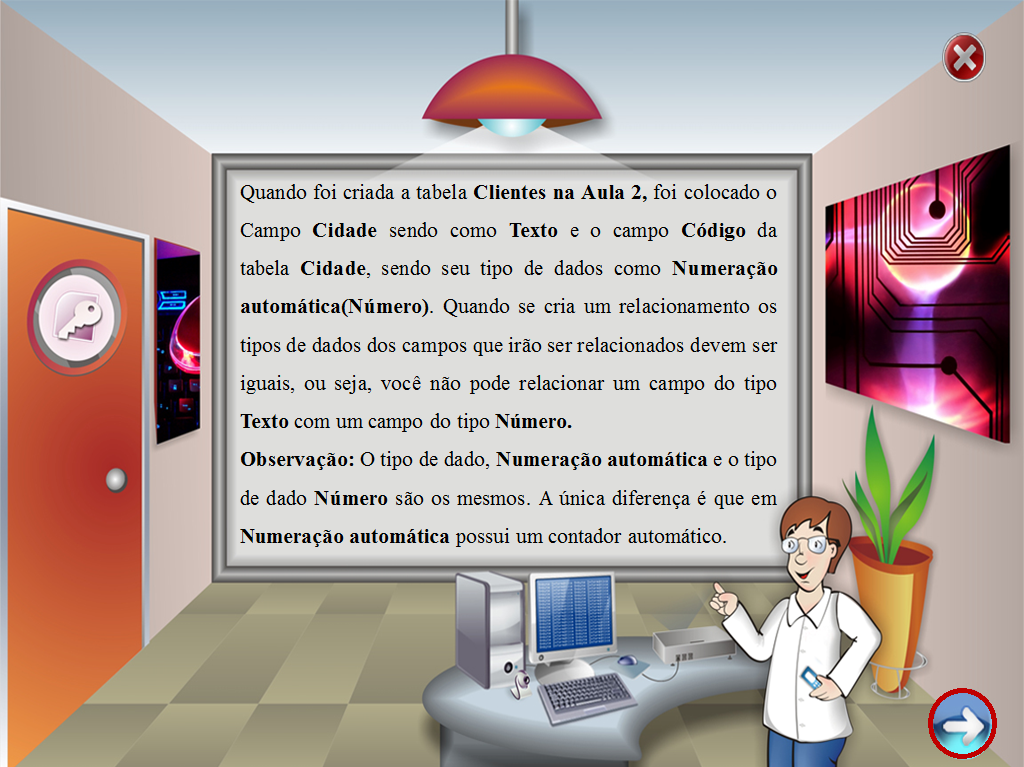 Quando foi criada a tabela Clientes na Aula 2, foi colocado o
Campo Cidade sendo como Texto e o campo Código da
tabela Cidade, sendo seu tipo de dados como Numeração
automática(Número). Quando se cria um relacionamento os
tipos de dados dos campos que irão ser relacionados devem ser
iguais, ou seja, você não pode relacionar um campo do tipo
Texto com um campo do tipo Número.
Observação: O tipo de dado, Numeração automática e o tipo
de dado Número são os mesmos. A única diferença é que em
Numeração automática possui um contador automático.